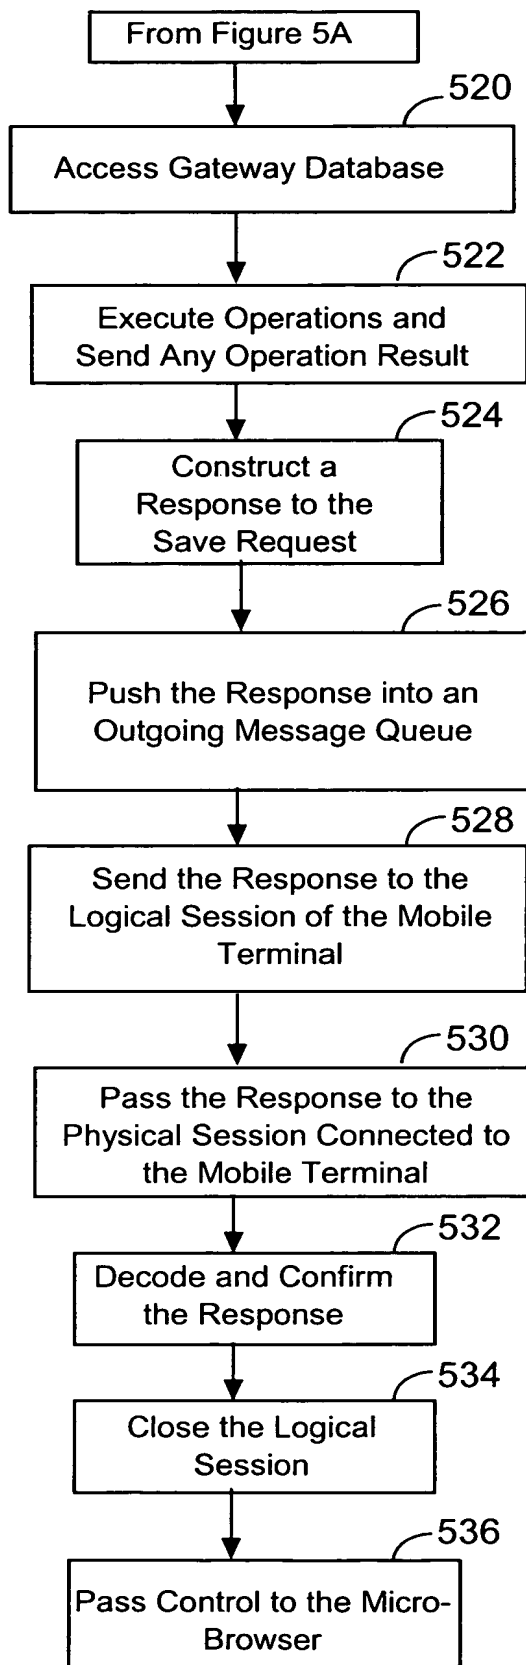 From Figure 5A
520
Access Gateway Database
522
Execute Operations and
Send Any Operation Result
524
Construct a
Response to the
Save Request
526
Push the Response into an
Outgoing Message Queue
528
Send the Response to the
Logical Session of the Mobile
Terminal
530
Pass the Response to the
Physical Session Connected to
the Mobile Terminal
532
Decode and Confirm
the Response
534
Close the Logical
Session
536
Pass Control to the Micro-
Browser